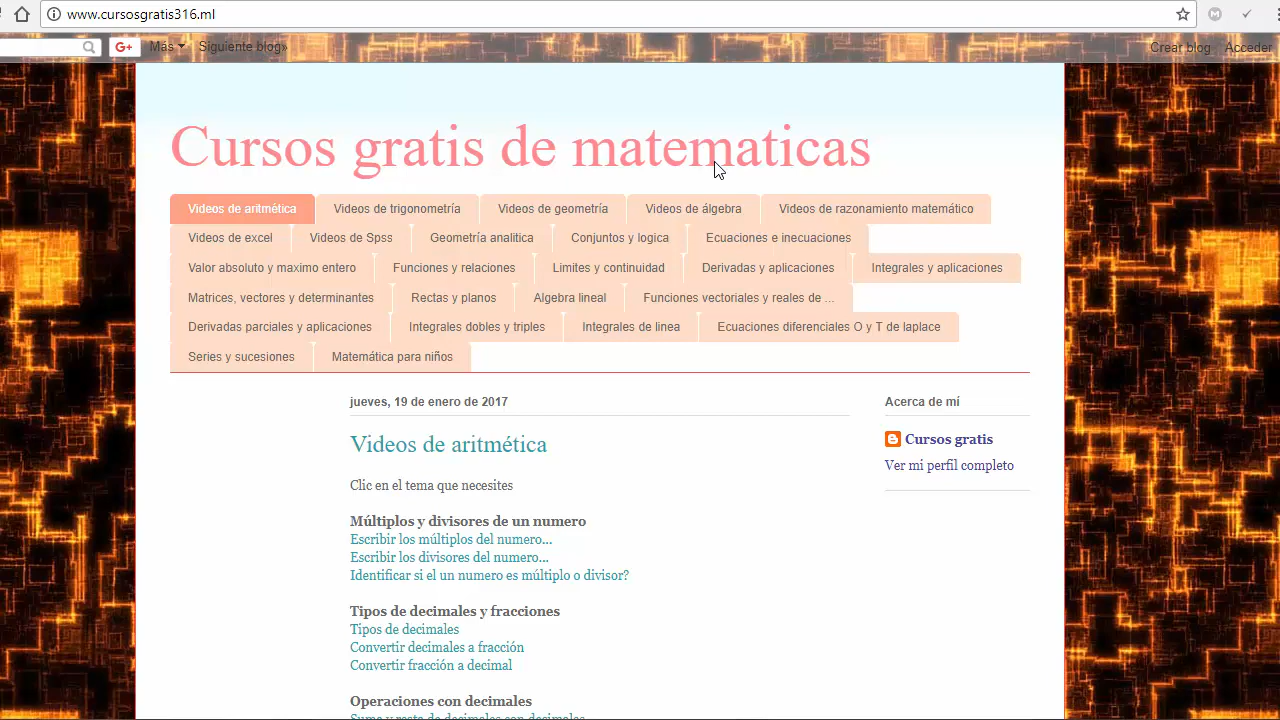 www.cursosgratis316.ml
G+ Más Siguiente blog» Crear blog Acceder
Cursos gratis de matematicas
Videos de aritmética Videos de trigonometría Videos de geometría Videos de álgebra Videos de razonamiento matemático
Videos de excel Videos de Spss Geometría analitica Conjuntos y logica Ecuaciones e inecuaciones
Valor absoluto y maximo entero Funciones y relaciones Limites y continuidad Derivadas y aplicaciones Integrales y aplicaciones
Matrices, vectores y determinantes Rectas y planos Algebra lineal Funciones vectoriales y reales de ...
Derivadas parciales y aplicaciones Integrales dobles y triples Integrales de linea Ecuaciones diferenciales O y T de laplace
Series y sucesiones Matemática para niños
jueves, 19 de enero de 2017
Videos de aritmética
Clic en el tema que necesites
Múltiplos y divisores de un numero
Escribir los múltiplos del numero...
Escribir los divisores del numero...
Identificar si el un numero es múltiplo o divisor?
Tipos de decimales y fracciones
Tipos de decimales
Convertir decimales a fracción
Convertir fracción a decimal
Operaciones con decimales
Suma y resta de decimales con decimales
Acerca de mí
Cursos gratis
Ver mi perfil completo